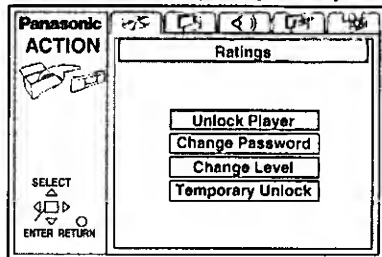 Panasonic
ACTION
Ratings
Unlock Player
Change Password
Change Level
Temporary Unlock
SELECT
ENTER RETURN